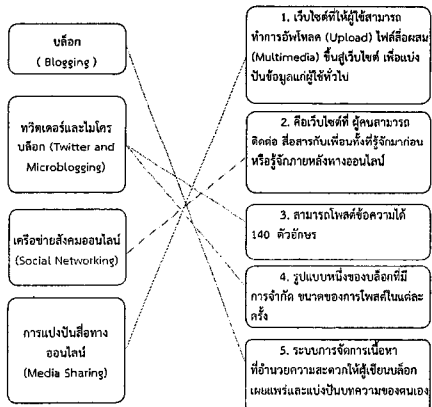 บล็อก
( Blogging )
ทวิตเตอร์และไมโคร
บล็อก (Twitter and
Microblogging)
เครือข่ายสังคมออนไลน์
(Social Networking)
การแบ่งปันสื่อทาง
ออนไลน์
(Media Sharing)
1. เว็บไซต์ที่ให้ผู้ใช้สามารถ
ทำการอัพโหลด (Upload) ไฟล์สื่อผสม
(Multimedia) ขึ้นสู่เว็บไซต์ เพื่อแบ่ง
ปันข้อมูลแก่ผู้ใช้ทั่วไป
2. คือเว็บไซต์ที่ ผู้คนสามารถ
ติดต่อ สื่อสารกับเพื่อนทั้งที่รู้จักมาก่อน
หรือรู้จักภายหลังทางออนไลน์
3. สามารถโพสต์ข้อความได้
140 ตัวอักษร
4. รูปแบบหนึ่งของบล็อกที่มี
การจำกัด ขนาดของการโพสต์ในแต่ละ
ครั้ง
5. ระบบการจัดการเนื้อหา
ที่อำนวยความสะดวกให้ผู้เขียนบล็อก
เผยแพร่และแบ่งปันบทความของตนเอง